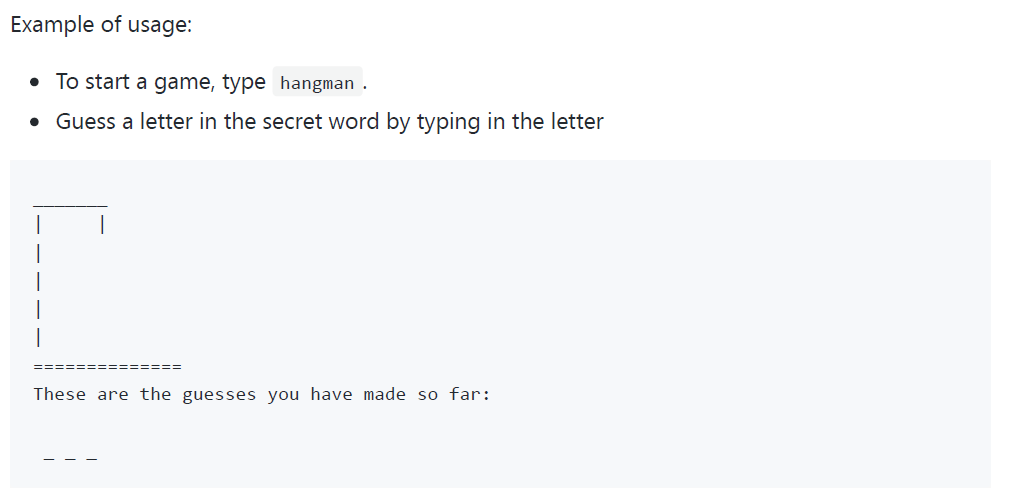 Example of usage:
• To start a game, type hangman .
• Guess a letter in the secret word by typing in the letter
_______
|     |
|
|
|
|
==============
These are the guesses you have made so far:
_ _ _